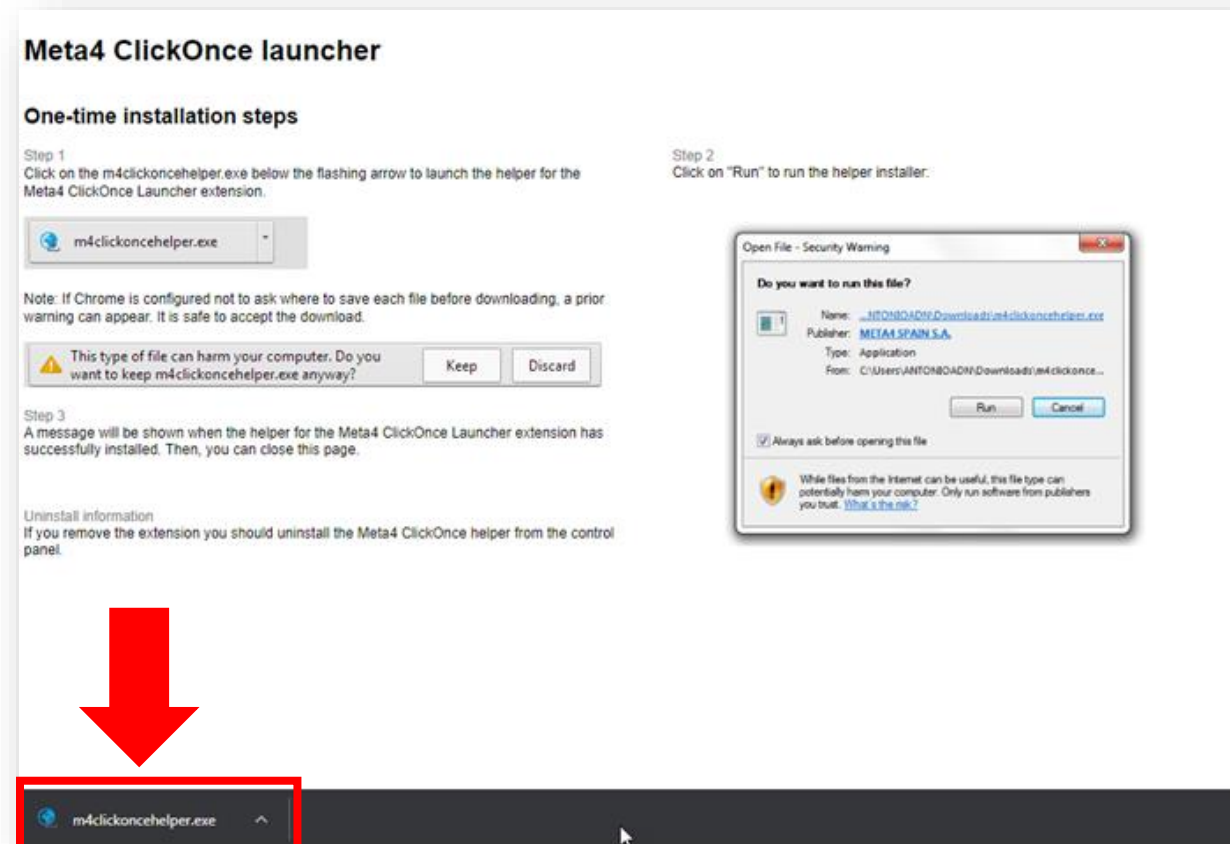 Meta4 ClickOnce launcher
One-time installation steps
Step 1
Click on the m4clickoncehelper.exe below the flashing arrow to launch the helper for the
Meta4 ClickOnce Launcher extension.
m4clickoncehelper.exe
Note: If Chrome is configured not to ask where to save each file before downloading, a prior
warning can appear. It is safe to accept the download.
This type of file can harm your computer. Do you
want to keep m4clickoncehelper.exe anyway?
Keep
Discard
Step 3
A message will be shown when the helper for the Meta4 ClickOnce Launcher extension has
successfully installed. Then, you can close this page.
Uninstall information
If you remove the extension you should uninstall the Meta4 ClickOnce helper from the control
panel.
Step 2
Click on "Run" to run the helper installer.
Open File - Security Warning
Do you want to run this file?
Name: ...NTONIOADN\Downloads\m4clickoncehelper.exe
Publisher: META4 SPAIN S.A.
Type: Application
From: C:\Users\ANTONIOADN\Downloads\m4clickonce...
Run
Cancel
Always ask before opening this file
While files from the Internet can be useful, this file type can
potentially harm your computer. Only run software from publishers
you trust. What's the risk?
m4clickoncehelper.exe